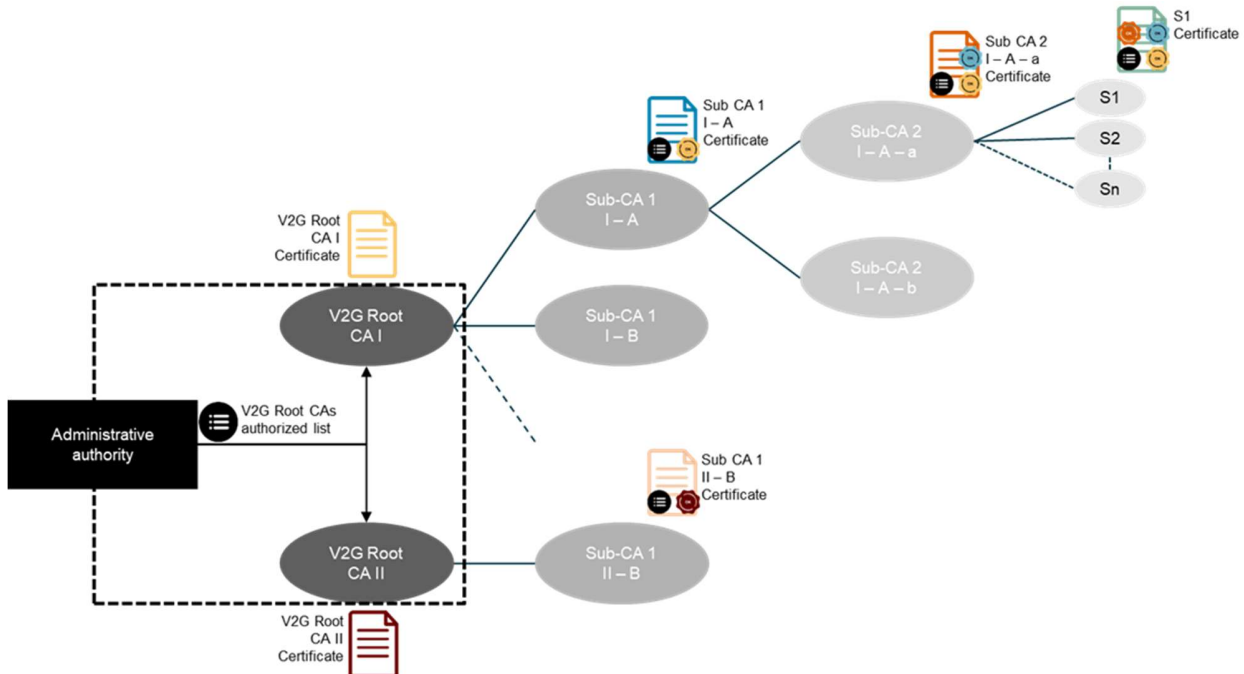 S1
Certificate
Sub CA 2
I – A – a
Certificate
S1
Sub CA 1
I – A
Certificate
Sub-CA 2
I – A – a
S2
Sn
Sub-CA 1
I – A
V2G Root
CA I
Certificate
Sub-CA 2
I – A – b
V2G Root
CA I
Sub-CA 1
I – B
V2G Root CAs
authorized list
Administrative
authority
Sub CA 1
II – B
Certificate
V2G Root
CA II
Sub-CA 1
II – B
V2G Root
CA II
Certificate